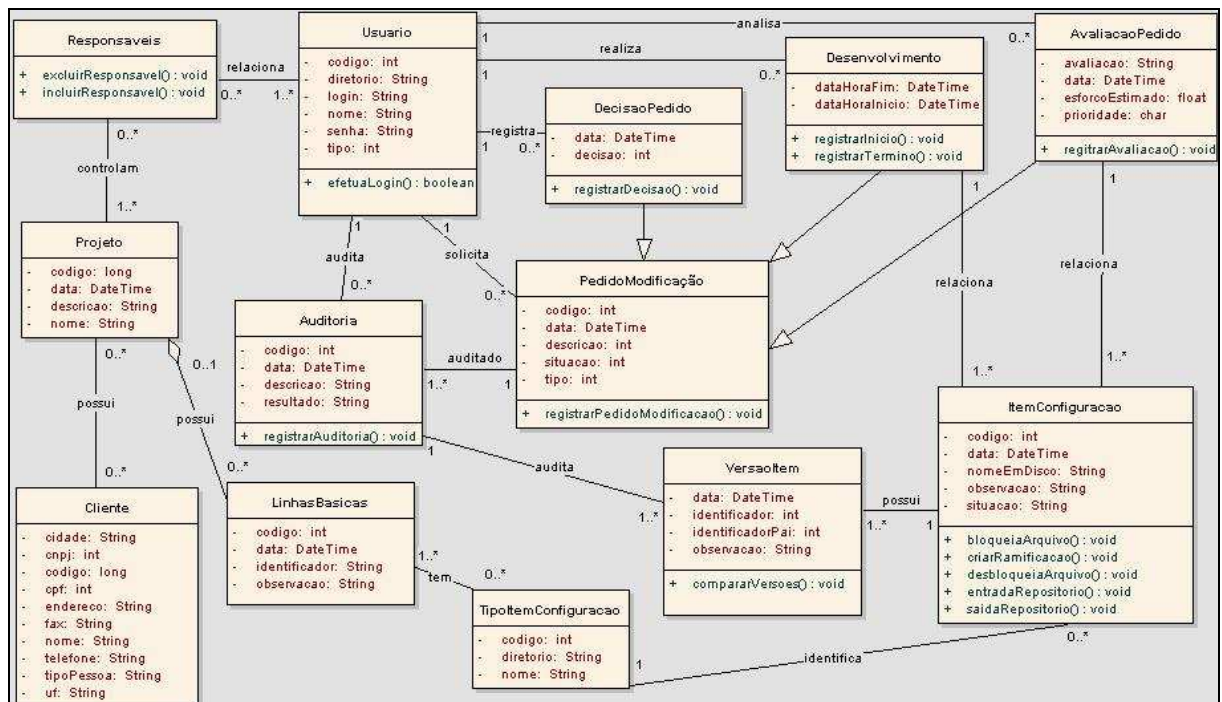 Responsaveis
+ excluirResponsavel() : void
+ incluirResponsavel() : void
relaciona
0..*
1..*
Usuario
- codigo: int
- diretorio: String
- login: String
- nome: String
- senha: String
- tipo: int
+ efetuaLogin() : boolean
1
analisa
0..*
1
realiza
0..*
1
registra
0..*
DecisaoPedido
- data: DateTime
- decisao: int
+ registrarDecisao() : void
Desenvolvimento
- dataHoraFim: DateTime
- dataHoraInicio: DateTime
+ registrarInicio() : void
+ registrarTermino() : void
AvaliacaoPedido
- avaliacao: String
- data: DateTime
- esforcoEstimado: float
- prioridade: char
+ regitrarAvaliacao() : void
0..*
controlam
1..*
Projeto
- codigo: long
- data: DateTime
- descricao: String
- nome: String
1
audita
0..*
1
solicita
0..*
PedidoModificação
- codigo: int
- data: DateTime
- descricao: int
- situacao: int
- tipo: int
+ registrarPedidoModificacao() : void
1
relaciona
1..*
1
relaciona
1..*
Auditoria
- codigo: int
- data: DateTime
- descricao: String
- resultado: String
+ registrarAuditoria() : void
auditado
1..*
1
0..*
possui
0..*
0..1
possui
0..*
1
audita
1..*
Cliente
- cidade: String
- cnpj: int
- codigo: long
- cpf: int
- endereco: String
- fax: String
- nome: String
- telefone: String
- tipoPessoa: String
- uf: String
LinhasBasicas
- codigo: int
- data: DateTime
- identificador: String
- observacao: String
1..*
tem
0..*
TipoItemConfiguracao
- codigo: int
- diretorio: String
- nome: String
VersaoItem
- data: DateTime
- identificador: int
- identificadorPai: int
- observacao: String
+ compararVersoes() : void
possui
1..*
1
ItemConfiguracao
- codigo: int
- data: DateTime
- nomeEmDisco: String
- observacao: String
- situacao: String
+ bloqueiaArquivo() : void
+ criarRamificacao() : void
+ desbloqueiaArquivo() : void
+ entradaRepositorio() : void
+ saidaRepositorio() : void
1
identifica
0..*